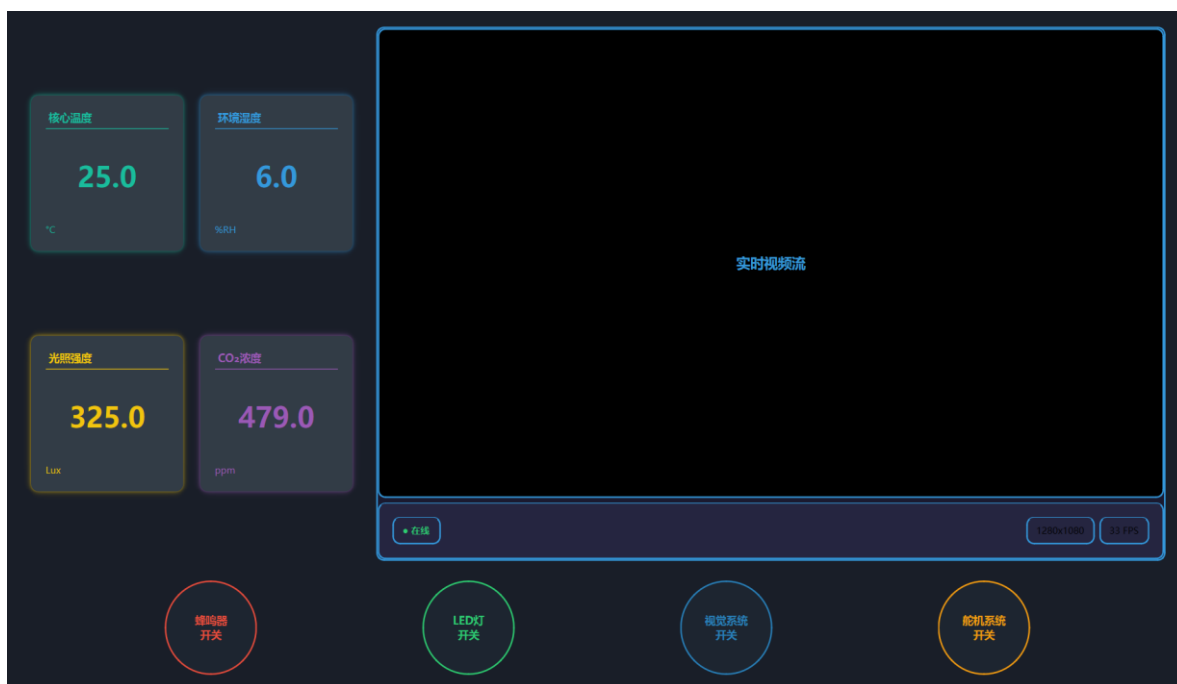 核心温度
25.0
°C
环境湿度
6.0
%RH
光照强度
325.0
Lux
CO₂浓度
479.0
ppm
实时视频流
• 在线
1280x1080
33 FPS
蜂鸣器
开关
LED灯
开关
视觉系统
开关
舵机系统
开关